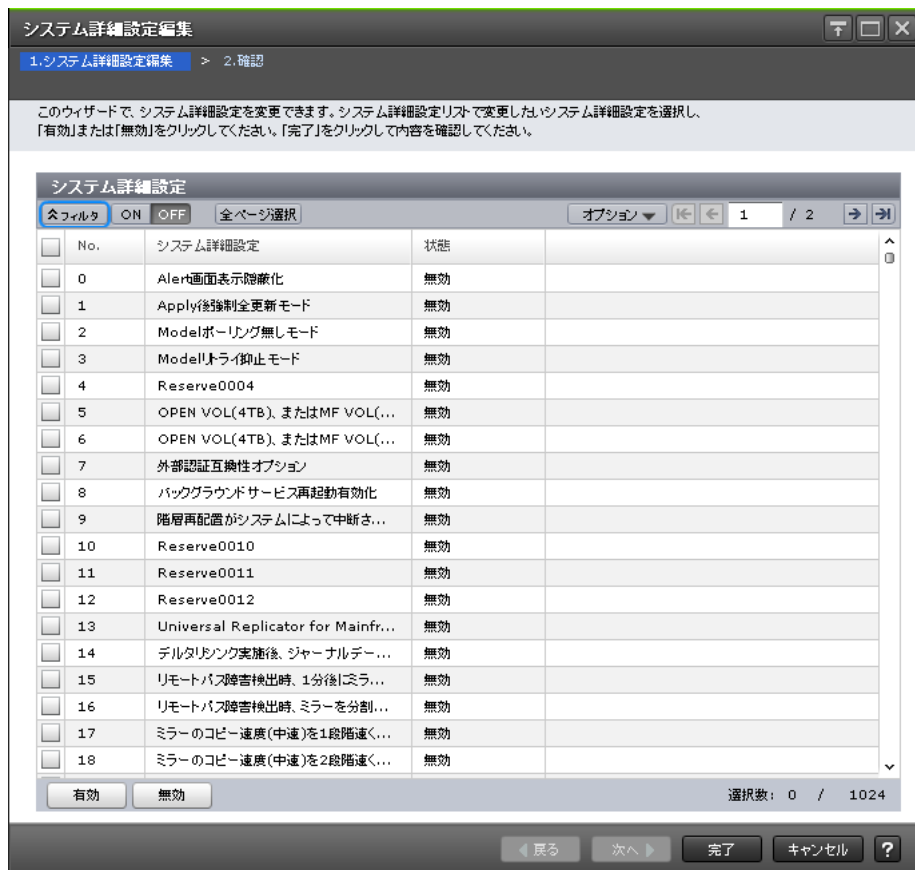 システム詳細設定編集
1.システム詳細設定編集 > 2.確認
このウィザードで、システム詳細設定を変更できます。システム詳細設定リストで変更したいシステム詳細設定を選択し、
「有効」または「無効」をクリックしてください。「完了」をクリックして内容を確認してください。
システム詳細設定
フィルタ ON OFF 全ページ選択 オプション 1 / 2
No. システム詳細設定 状態
0 Alert画面表示隠蔽化 無効
1 Apply後強制全更新モード 無効
2 Modelポーリング無しモード 無効
3 Modelリトライ抑止モード 無効
4 Reserve0004 無効
5 OPEN VOL(4TB)、またはMF VOL(... 無効
6 OPEN VOL(4TB)、またはMF VOL(... 無効
7 外部認証互換性オプション 無効
8 バックグラウンドサービス再起動有効化 無効
9 階層再配置がシステムによって中断さ... 無効
10 Reserve0010 無効
11 Reserve0011 無効
12 Reserve0012 無効
13 Universal Replicator for Mainfr... 無効
14 デルタリシンク実施後、ジャーナルデー... 無効
15 リモートパス障害検出時、1分後にミラ... 無効
16 リモートパス障害検出時、ミラーを分割... 無効
17 ミラーのコピー速度(中速)を1段階速く... 無効
18 ミラーのコピー速度(中速)を2段階速く... 無効
有効 無効 選択数: 0 / 1024
戻る 次へ 完了 キャンセル ?